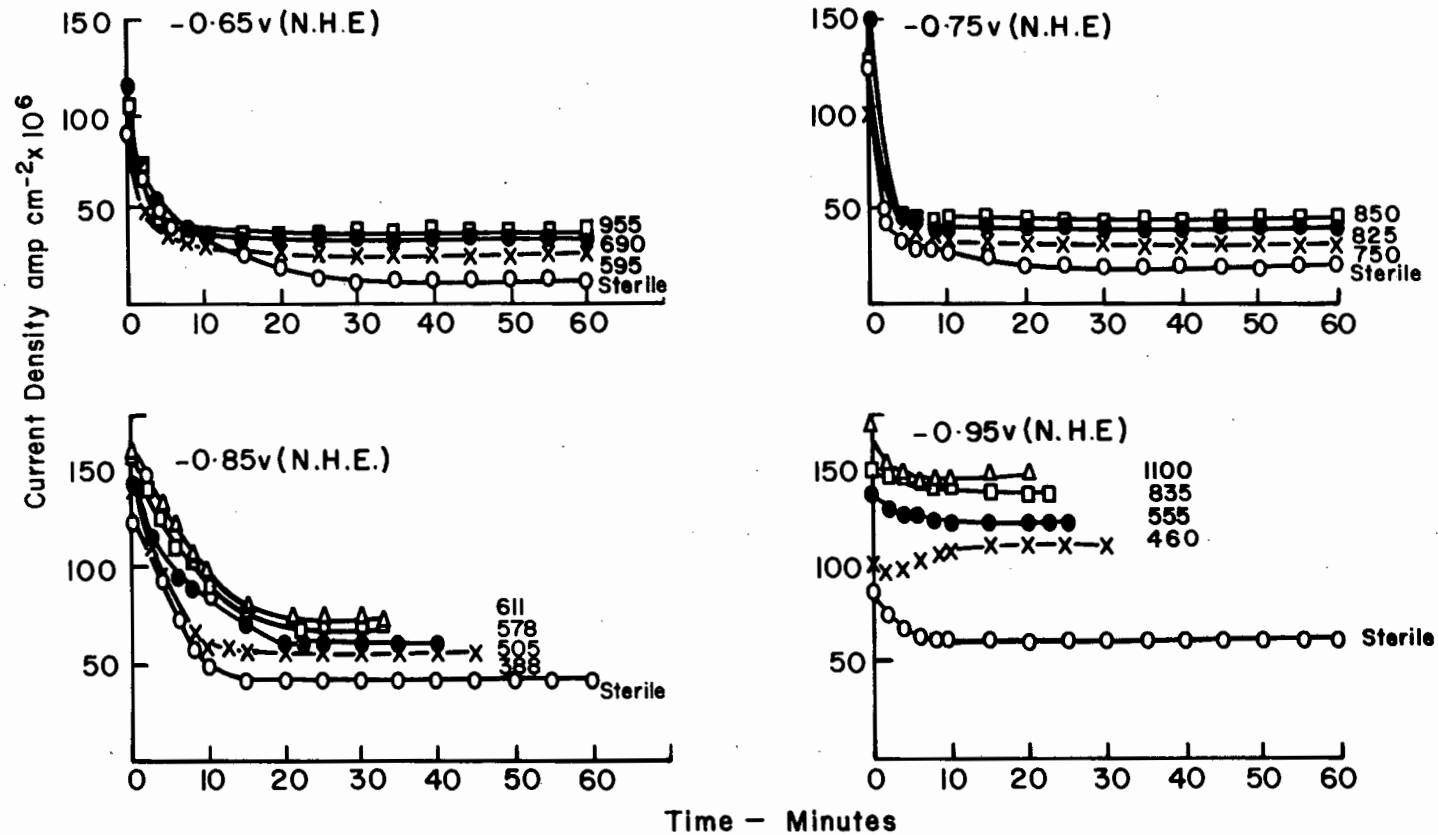 Current Density amp cm⁻² x 10⁶
-0·65v (N.H.E)
150
100
50
955
690
595
Sterile
0 10 20 30 40 50 60
-0·75v (N.H.E)
150
100
50
850
825
750
Sterile
0 10 20 30 40 50 60
-0·85v (N.H.E.)
150
100
50
611
578
505
388
Sterile
0 10 20 30 40 50 60
-0·95v (N.H.E)
150
100
50
1100
835
555
460
Sterile
0 10 20 30 40 50 60
Time - Minutes